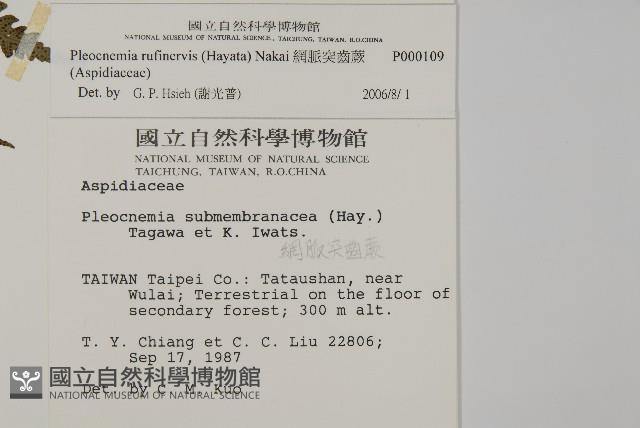 國立自然科學博物館
NATIONAL MUSEUM OF NATURAL SCIENCE, TAICHUNG, TAIWAN, R.O.CHINA
Pleocnemia rufinervis (Hayata) Nakai 網脈突齒蕨 P000109
(Aspidiaceae)
Det. by G. P. Hsieh (謝光普) 2006/8/ 1
國立自然科學博物館
NATIONAL MUSEUM OF NATURAL SCIENCE
TAICHUNG, TAIWAN, R.O.CHINA
Aspidiaceae
Pleocnemia submembranacea (Hay.)
Tagawa et K. Iwats.
網脈突齒蕨
TAIWAN Taipei Co.: Tataushan, near
Wulai; Terrestrial on the floor of
secondary forest; 300 m alt.
T. Y. Chiang et C. C. Liu 22806;
Sep 17, 1987
Det. by C. M. Kuo
國立自然科學博物館
NATIONAL MUSEUM OF NATURAL SCIENCE